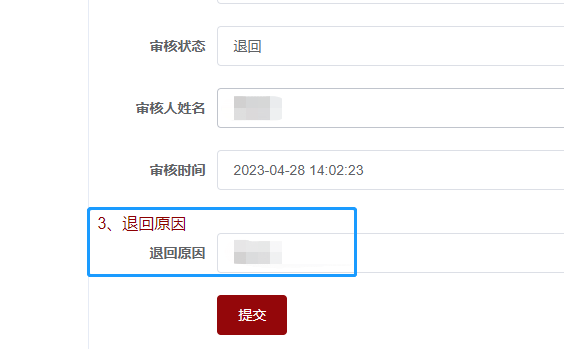 审核状态 退回
审核人姓名
审核时间 2023-04-28 14:02:23
3、退回原因
退回原因
提交